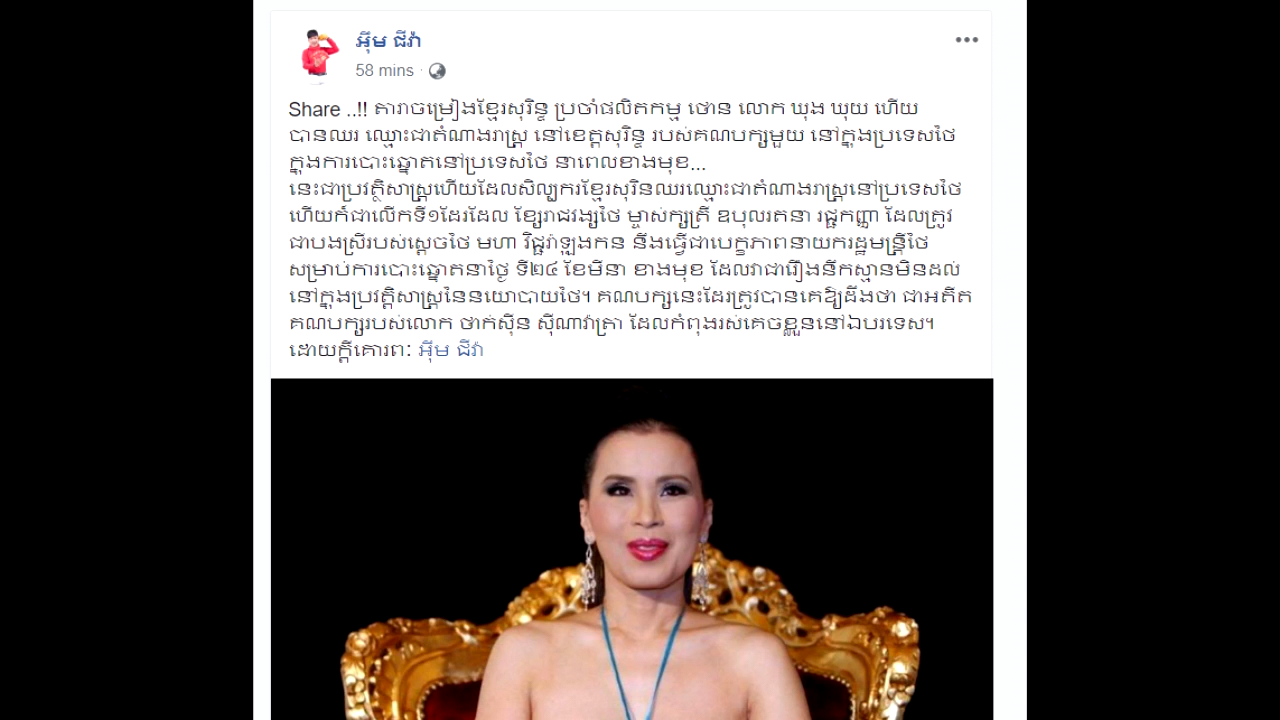 អ៊ឹម ជីវ៉ា
58 mins ·
Share ..!! តារាចម្រៀងខ្មែរសុរិន្ទ ប្រចាំផលិតកម្ម ថោន លោក ឃុង ឃុយ ហើយ
បានឈរ ឈ្មោះជាតំណាងរាស្ត្រ នៅខេត្តសុរិន្ទ របស់គណបក្សមួយ នៅក្នុងប្រទេសថៃ
ក្នុងការបោះឆ្នោតនៅប្រទេសថៃ នាពេលខាងមុខ...
នេះជាប្រវត្តិសាស្ត្រហើយដែលសិល្បករខ្មែរសុរិនឈរឈ្មោះជាតំណាងរាស្ត្រនៅប្រទេសថៃ
ហើយក៍ជាលើកទី១ដែរដែល ខ្សែរាជវង្សថៃ ម្ចាស់ក្សត្រី ឧបុលរតនា រជ្ជកញ្ញា ដែលត្រូវ
ជាបងស្រីរបស់ស្ដេចថៃ មហា វិជ្ជរ៉ាឡុងកន នឹងធ្វើជាបេក្ខភាពនាយករដ្ឋមន្ត្រីថៃ
សម្រាប់ការបោះឆ្នោតនាថ្ងៃ ទី២៤ ខែមីនា ខាងមុខ ដែលវាជារឿងនឹកស្មានមិនដល់
នៅក្នុងប្រវត្តិសាស្ត្រនៃនយោបាយថៃ។ គណបក្សនេះដែរត្រូវបានគេឱ្យដឹងថា ជាអតីត
គណបក្សរបស់លោក ថាក់ស៊ីន ស៊ីណាវ៉ាត្រា ដែលកំពុងរស់គេចខ្លួននៅឯបរទេស។
ដោយក្ដីគោរពៈ អ៊ឹម ជីវ៉ា